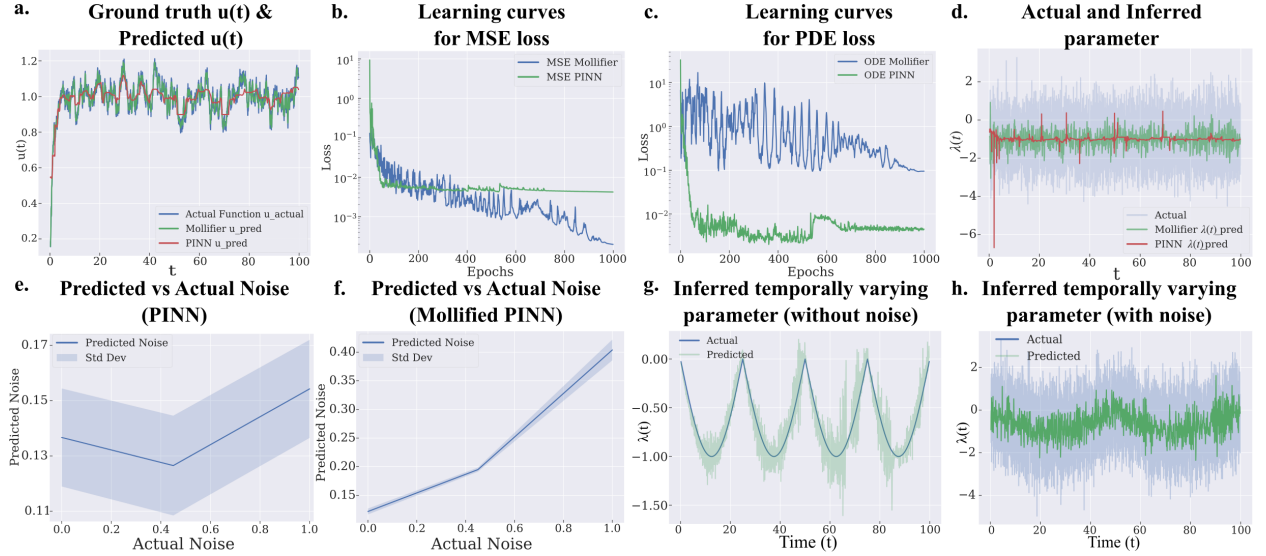 a. Ground truth u(t) &
Predicted u(t)
1.2
1.0
0.8
0.6
0.4
0.2
u(t)
0 20 40 60 80 100
t
Actual Function u_actual
Mollifier u_pred
PINN u_pred
b. Learning curves
for MSE loss
10¹
10⁰
10⁻¹
10⁻²
10⁻³
Loss
0 200 400 600 800 1000
Epochs
MSE Mollifier
MSE PINN
c. Learning curves
for PDE loss
10¹
10⁰
10⁻¹
10⁻²
Loss
0 200 400 600 800 1000
Epochs
ODE Mollifier
ODE PINN
d. Actual and Inferred
parameter
2
0
−2
−4
−6
λ(t)
0 20 40 60 80 100
t
Actual
Mollifier λ(t)_pred
PINN λ(t)_pred
e. Predicted vs Actual Noise
(PINN)
0.17
0.15
0.13
0.11
Predicted Noise
0.0 0.2 0.4 0.6 0.8 1.0
Actual Noise
Predicted Noise
Std Dev
f. Predicted vs Actual Noise
(Mollified PINN)
0.40
0.35
0.30
0.25
0.20
0.15
Predicted Noise
0.0 0.2 0.4 0.6 0.8 1.0
Actual Noise
Predicted Noise
Std Dev
g. Inferred temporally varying
parameter (without noise)
0.00
−0.50
−1.00
−1.50
λ(t)
0 20 40 60 80 100
Time (t)
Actual
Predicted
h. Inferred temporally varying
parameter (with noise)
2
0
−2
−4
λ(t)
0 20 40 60 80 100
Time (t)
Actual
Predicted